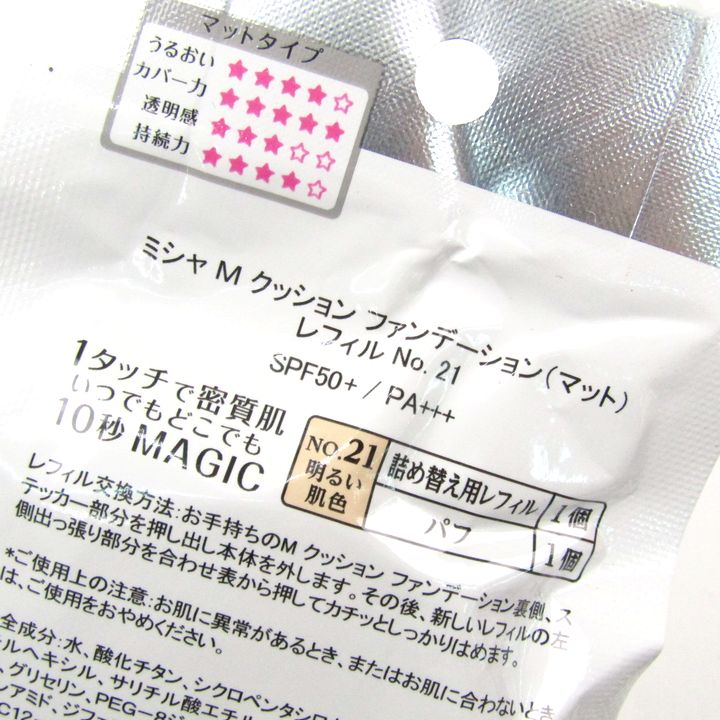 マットタイプ
うるおい ★★★★☆
カバー力 ★★★★★
透明感 ★★★☆☆
持続力 ★★★★☆
ミシャ M クッション ファンデーション(マット)
レフィル No. 21
SPF50+ / PA+++
1タッチで密質肌
いつでもどこでも
10秒 MAGIC
NO.21
明るい
肌色
詰め替え用レフィル 1個
パフ 1個
レフィル交換方法:お手持ちのM クッション ファンデーション裏側、ス
テッカー部分を押し出し本体を外します。その後、新しいレフィルの左
側出っ張り部分を合わせ表から押してカチッとしっかりはめます。
*ご使用上の注意:お肌に異常があるとき、またはお肌に合わないとき
は、ご使用をおやめください。
全成分:水、酸化チタン、シクロペンタシロ
ルヘキシル、サリチル酸エチル
グリセリン、PEG-8ジ
アミド、ジフ
C12-